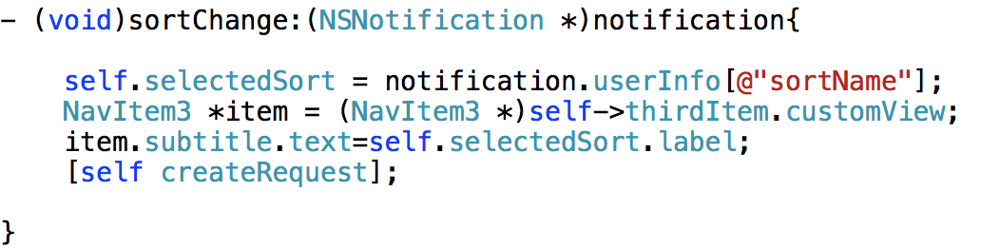 - (void)sortChange:(NSNotification *)notification{
self.selectedSort = notification.userInfo[@"sortName"];
NavItem3 *item = (NavItem3 *)self->thirdItem.customView;
item.subtitle.text=self.selectedSort.label;
[self createRequest];
}